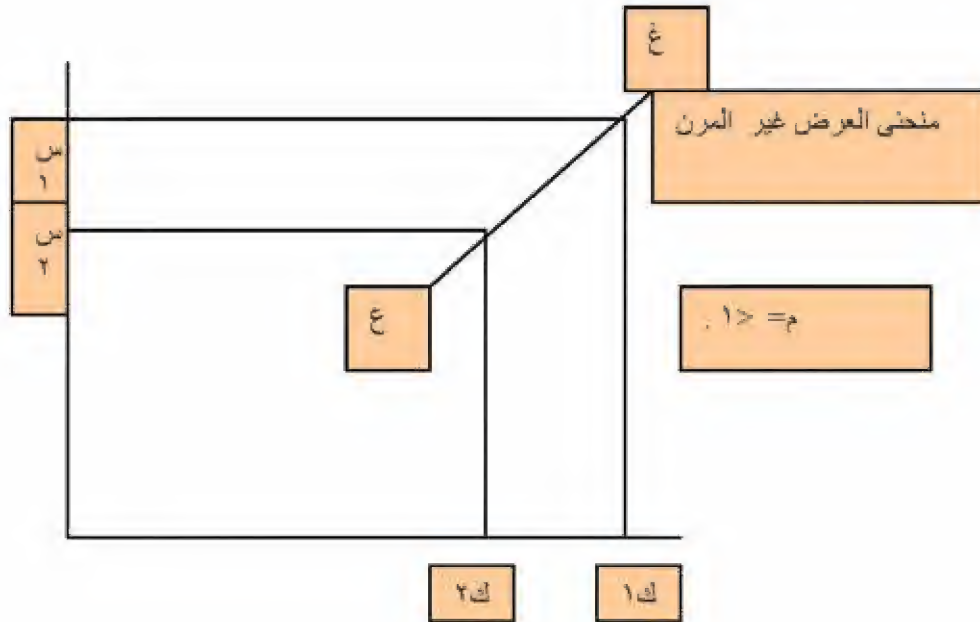 غ
منحنى العرض غير المرن
س
١
س
٢
ع
م= <١ .
ك٢
ك١